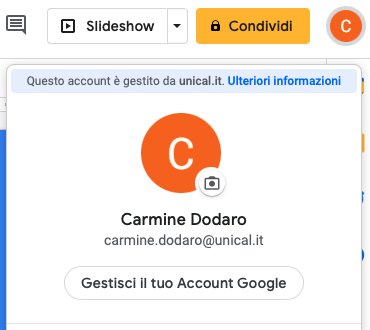 Slideshow
Condividi
C
Questo account è gestito da unical.it. Ulteriori informazioni
C
Carmine Dodaro
carmine.dodaro@unical.it
Gestisci il tuo Account Google